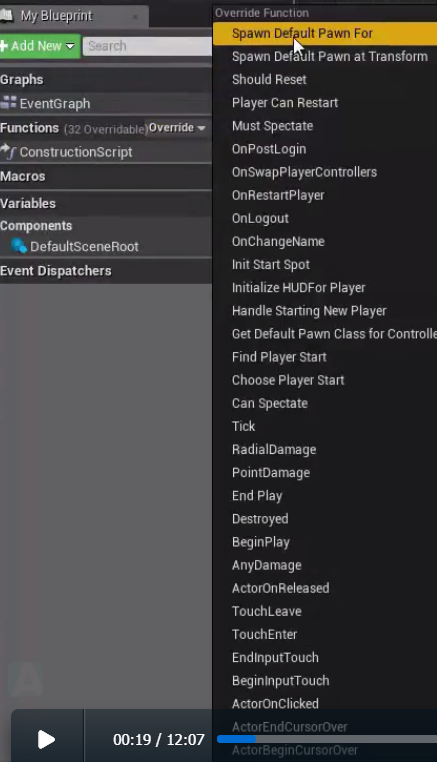 My Blueprint
Override Function
Add New
Search
Graphs
EventGraph
Functions (32 Overridable) Override
ConstructionScript
Macros
Variables
Components
DefaultSceneRoot
Event Dispatchers
Spawn Default Pawn For
Spawn Default Pawn at Transform
Should Reset
Player Can Restart
Must Spectate
OnPostLogin
OnSwapPlayerControllers
OnRestartPlayer
OnLogout
OnChangeName
Init Start Spot
Initialize HUDFor Player
Handle Starting New Player
Get Default Pawn Class for Controlle
Find Player Start
Choose Player Start
Can Spectate
Tick
RadialDamage
PointDamage
End Play
Destroyed
BeginPlay
AnyDamage
ActorOnReleased
TouchLeave
TouchEnter
EndInputTouch
BeginInputTouch
ActorOnClicked
ActorEndCursorOver
ActorBeginCursorOver
00:19 / 12:07